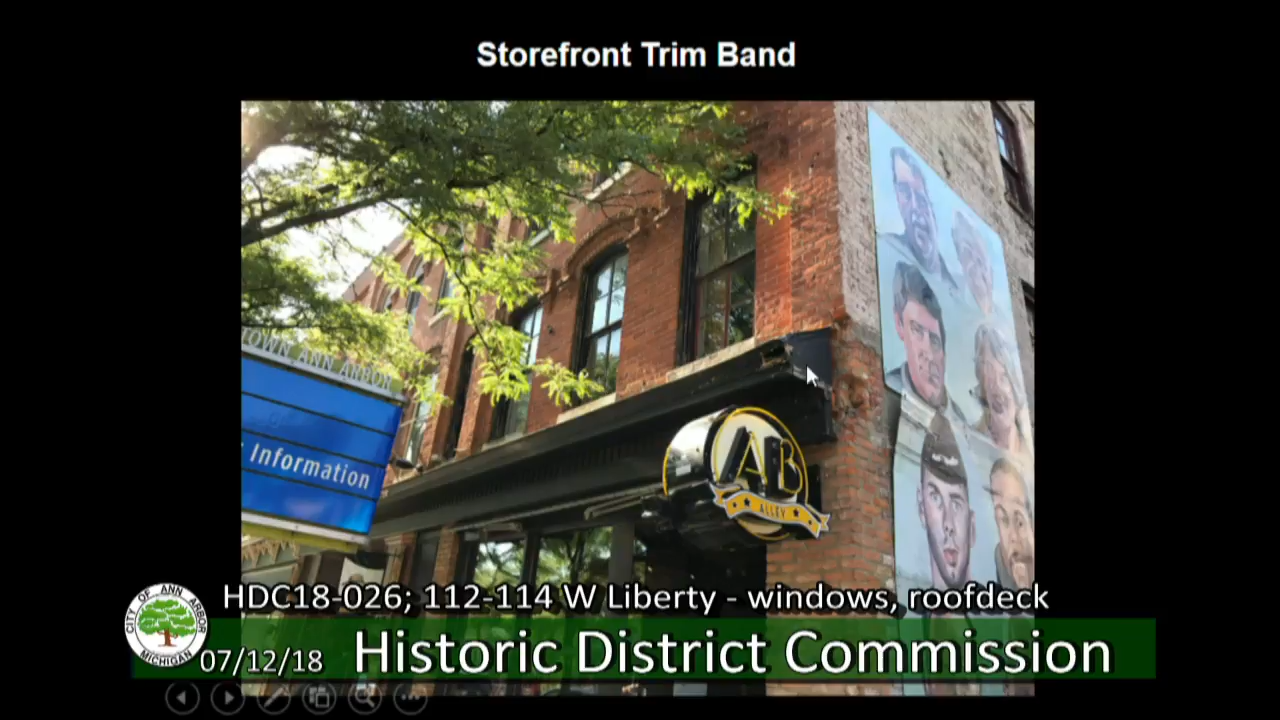 Storefront Trim Band
TOWN ANN ARBOR
Information
AB
ALLEY
HDC18-026; 112-114 W Liberty - windows, roofdeck
CITY OF ANN ARBOR
MICHIGAN
07/12/18 Historic District Commission